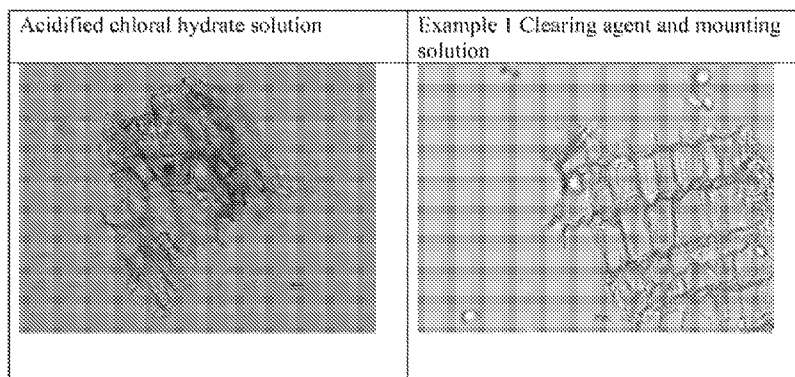 Acidified chloral hydrate solution
Example 1 Clearing agent and mounting
solution